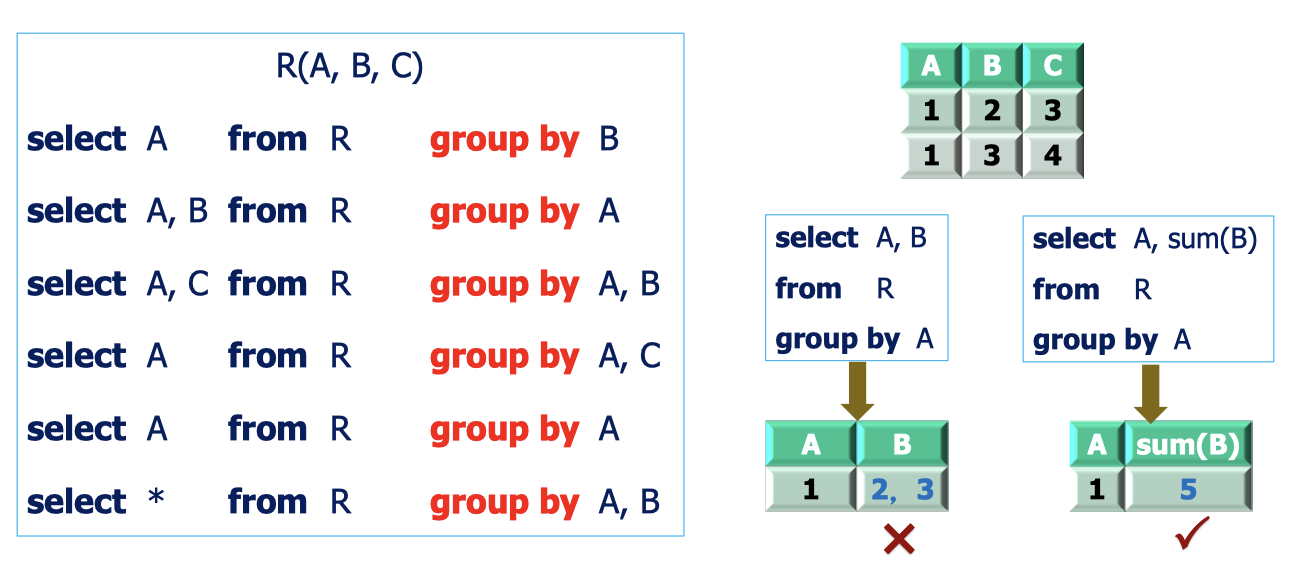 R(A, B, C)
select A from R group by B
select A, B from R group by A
select A, C from R group by A, B
select A from R group by A, C
select A from R group by A
select * from R group by A, B
A B C
1 2 3
1 3 4
select A, B
from R
group by A
A B
1 2, 3
select A, sum(B)
from R
group by A
A sum(B)
1 5